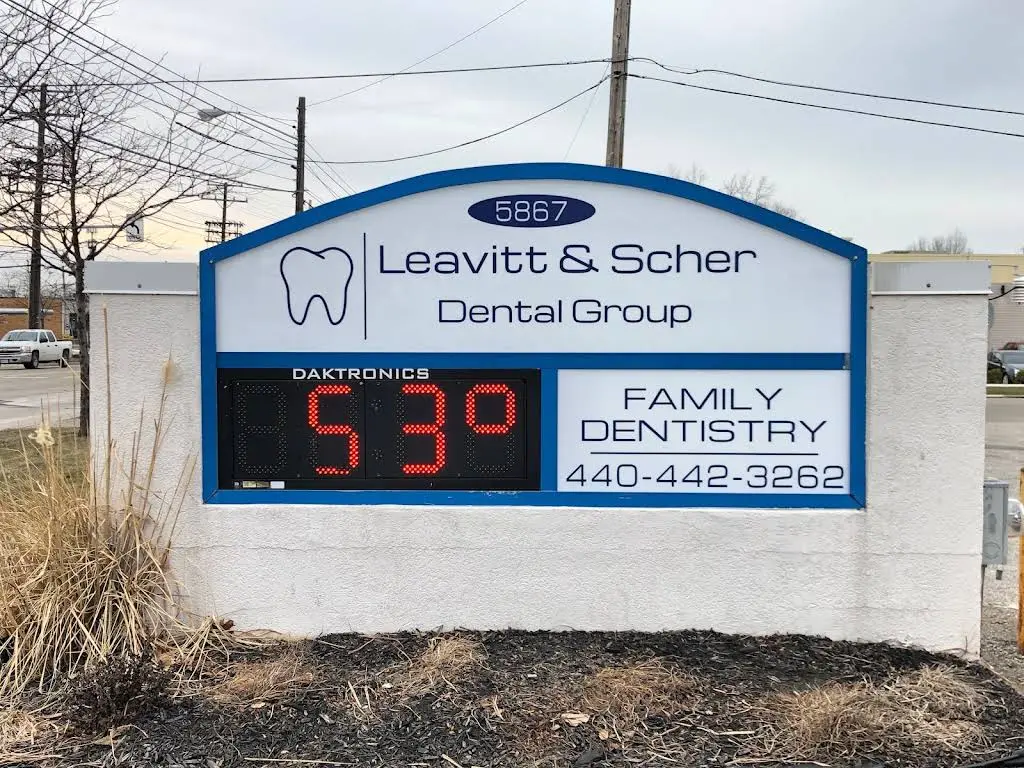 5867
Leavitt & Scher
Dental Group
DAKTRONICS
53°
FAMILY
DENTISTRY
440-442-3262